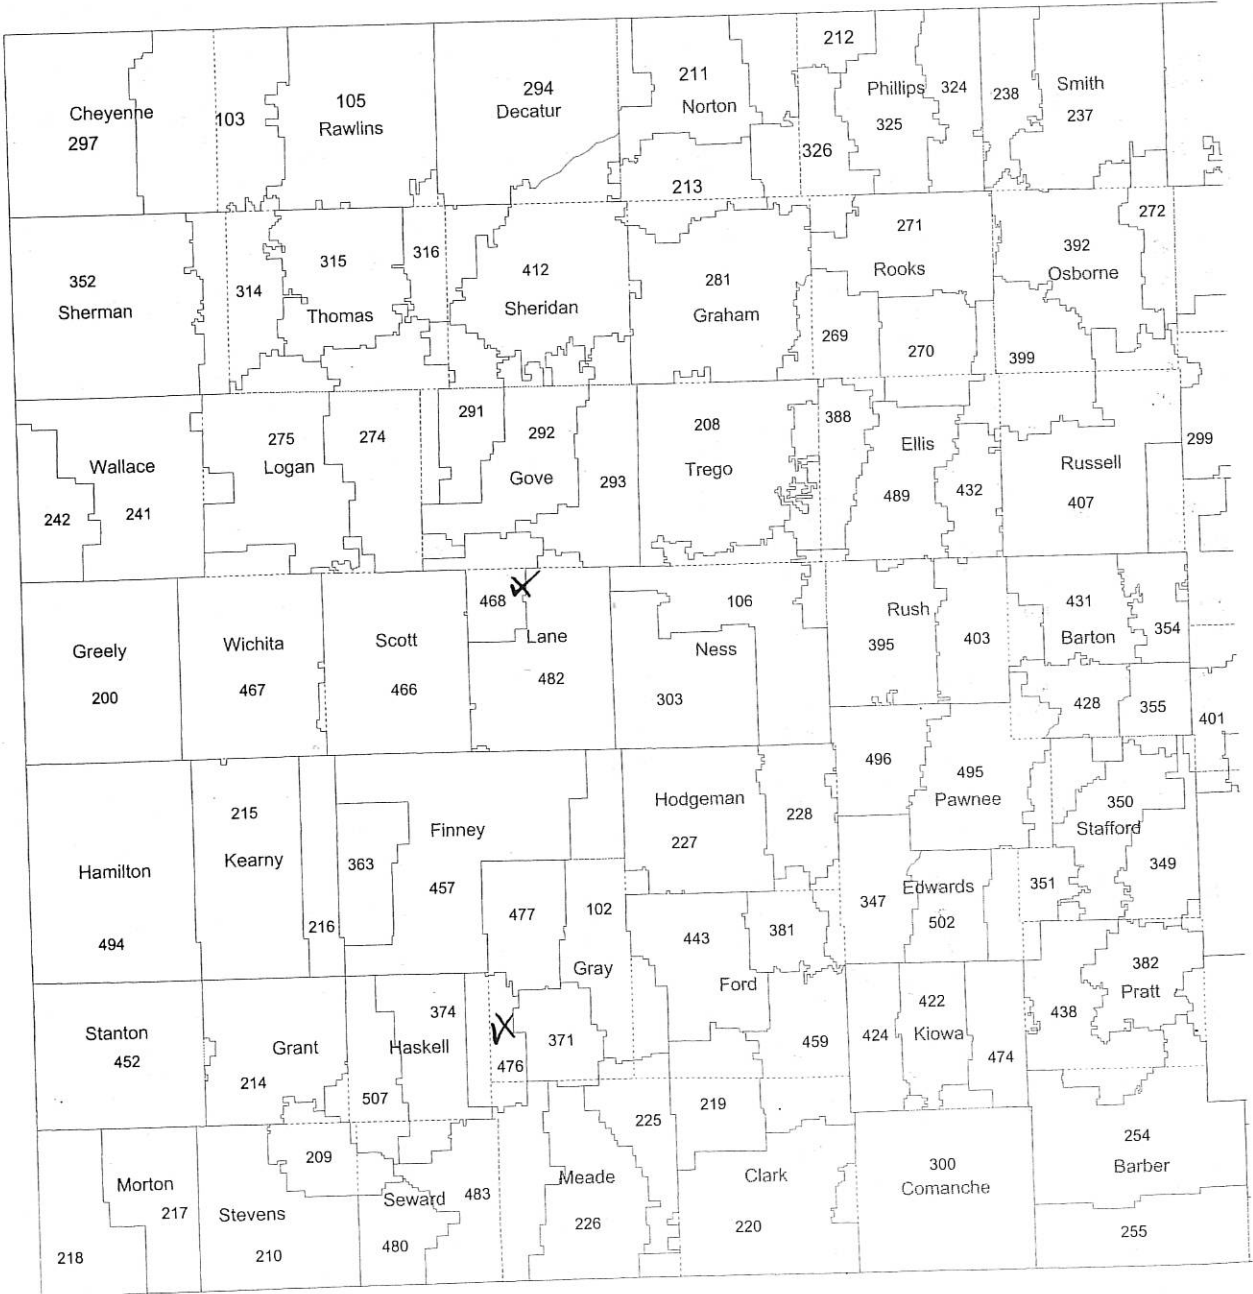 212
211
Norton
294
Decatur
Phillips
324
238
Smith
237
Cheyenne
297
103
105
Rawlins
325
326
213
271
272
352
Sherman
314
315
Thomas
316
412
Sheridan
281
Graham
Rooks
392
Osborne
269
270
399
275
Logan
274
291
292
Gove
293
208
Trego
388
Ellis
489
432
Russell
407
299
Wallace
242
241
468
Lane
482
106
Ness
303
Rush
395
403
431
Barton
354
Greely
200
Wichita
467
Scott
466
428
355
401
496
495
Pawnee
215
Kearny
216
Finney
363
457
Hodgeman
227
228
350
Stafford
349
Hamilton
494
477
102
Gray
443
381
Ford
347
Edwards
502
351
382
Pratt
438
Stanton
452
Grant
214
374
Haskell
507
476
371
459
424
422
Kiowa
474
219
225
209
Morton
217
218
Stevens
210
Seward
483
480
Meade
226
Clark
220
300
Comanche
254
Barber
255